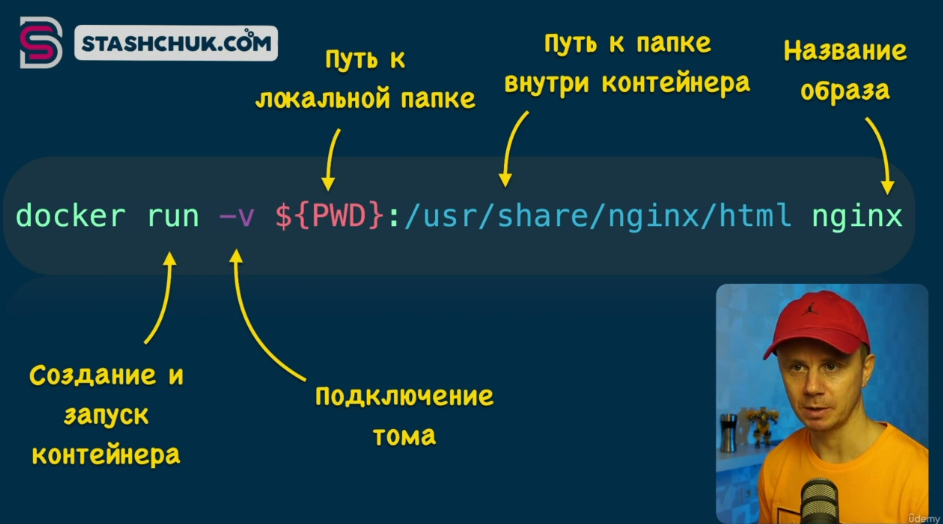 STASHCHUK.COM
Путь к
локальной папке
Путь к папке
внутри контейнера
Название
образа
docker run -v ${PWD}:/usr/share/nginx/html nginx
Создание и
запуск
контейнера
Подключение
тома
ûdemy